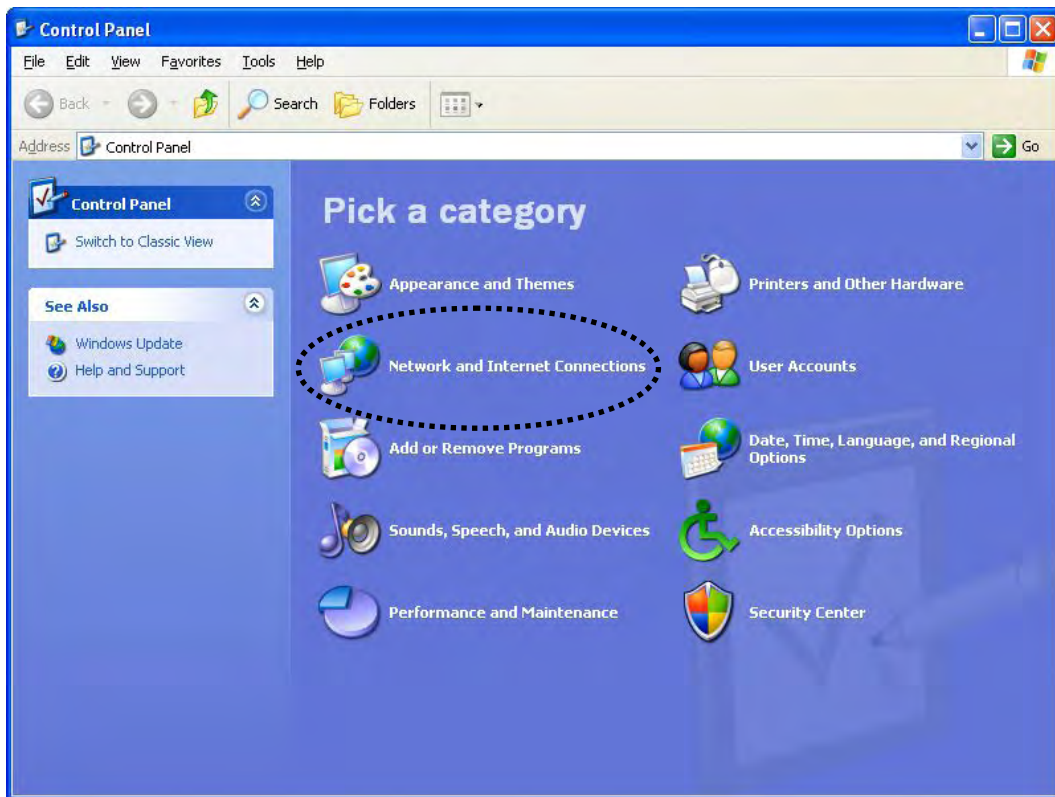 Control Panel
File Edit View Favorites Tools Help
Back Search Folders
Address Control Panel Go
Control Panel
Switch to Classic View
See Also
Windows Update
Help and Support
Pick a category
Appearance and Themes
Printers and Other Hardware
Network and Internet Connections
User Accounts
Add or Remove Programs
Date, Time, Language, and Regional
Options
Sounds, Speech, and Audio Devices
Accessibility Options
Performance and Maintenance
Security Center